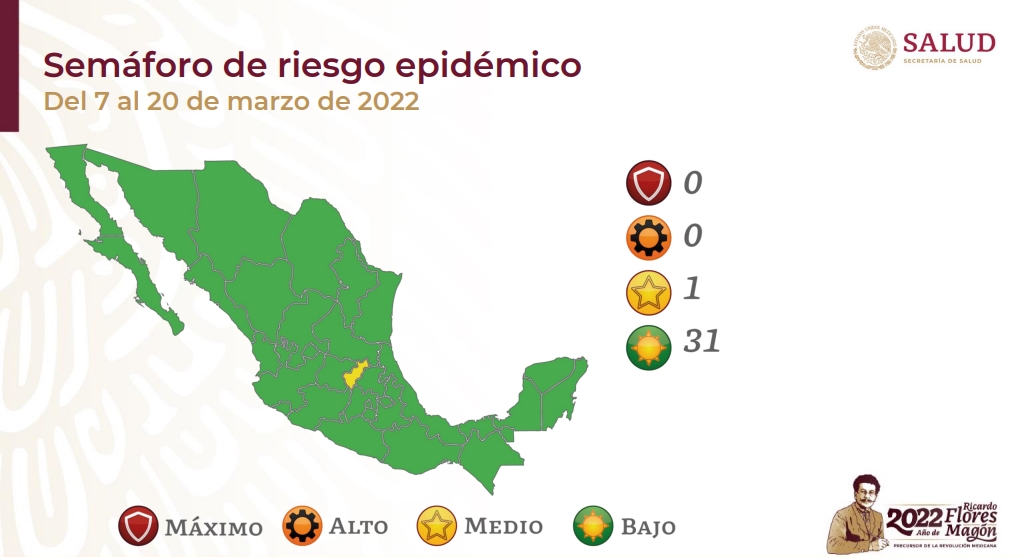 Semáforo de riesgo epidémico
Del 7 al 20 de marzo de 2022
SALUD
SECRETARÍA DE SALUD
0
0
1
31
MÁXIMO
ALTO
MEDIO
BAJO
2022 Ricardo Flores
Año de Magón
PRECURSOR DE LA REVOLUCIÓN MEXICANA